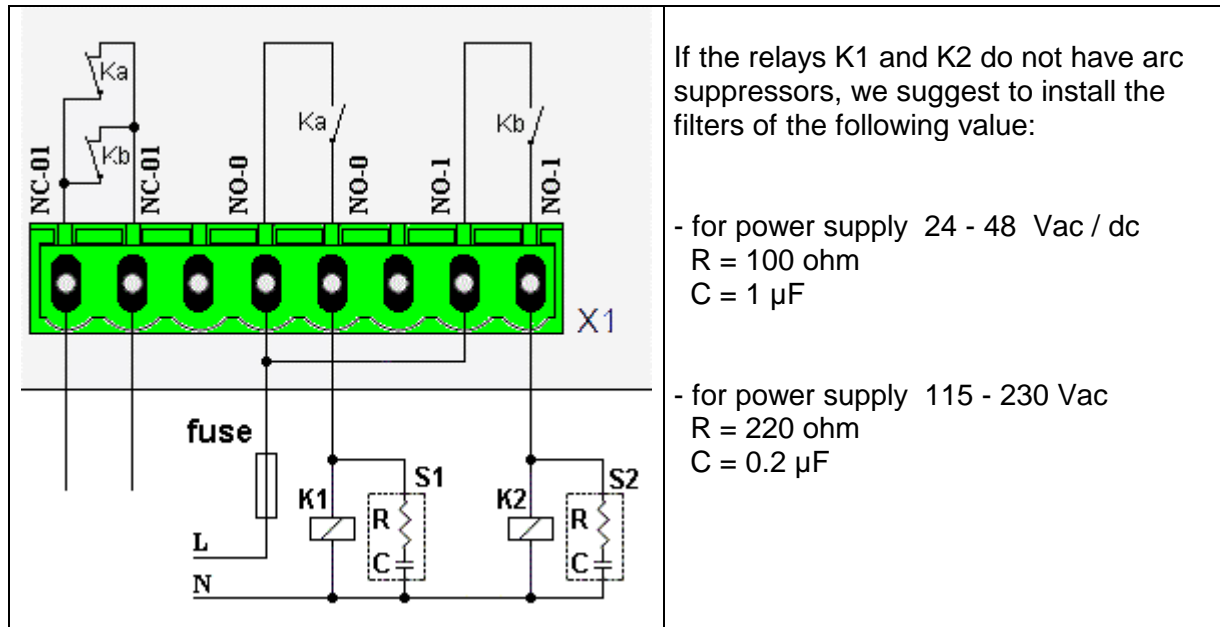 Ka
Kb
Ka
Kb
NC-01
NC-01
NO-0
NO-0
NO-1
NO-1
X1
fuse
K1
S1
R
C
K2
S2
R
C
L
N
If the relays K1 and K2 do not have arc
suppressors, we suggest to install the
filters of the following value:
- for power supply  24 - 48  Vac / dc
R = 100 ohm
C = 1 µF
- for power supply  115 - 230 Vac
R = 220 ohm
C = 0.2 µF